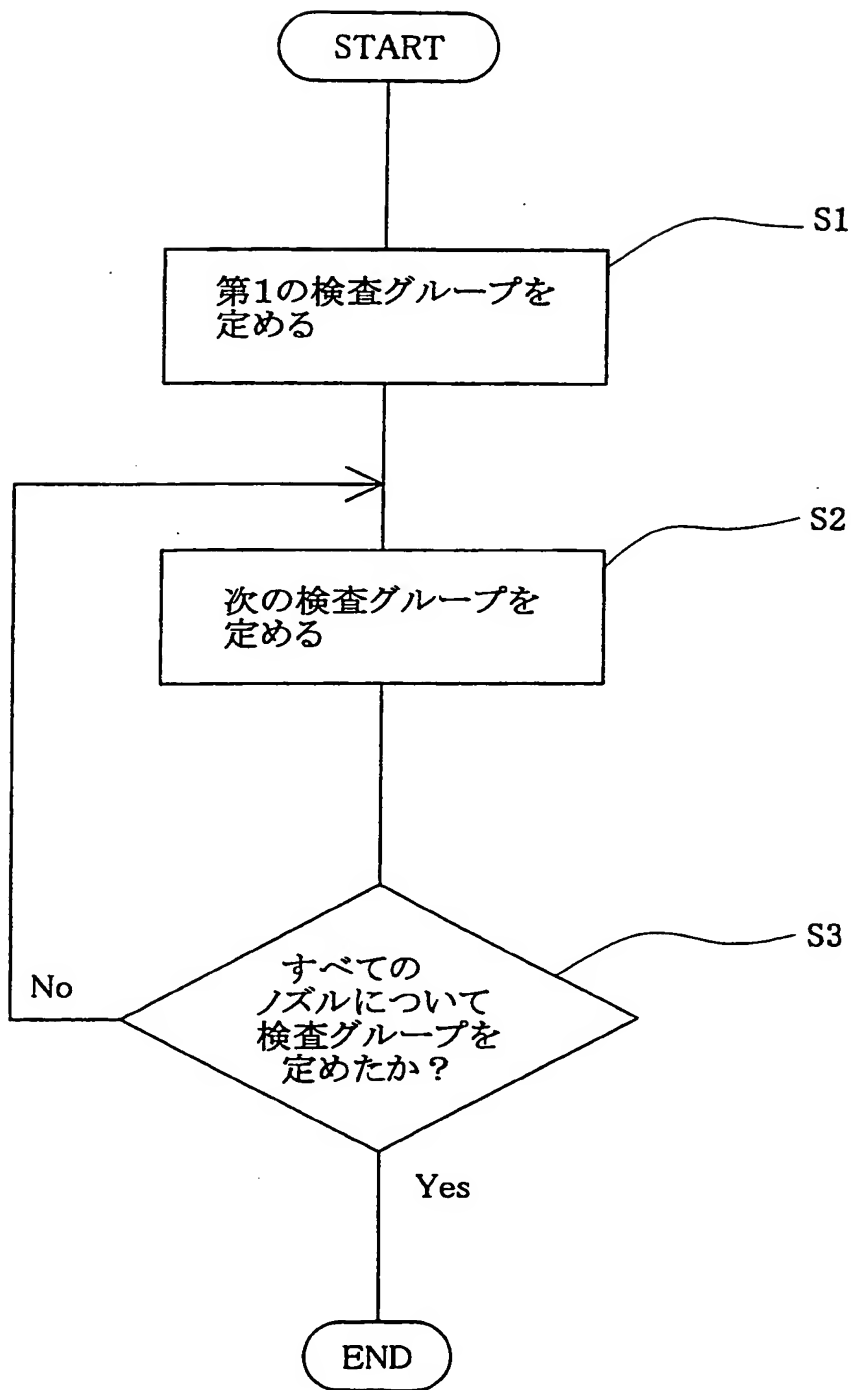 START
S1
第1の検査グループを
定める
S2
次の検査グループを
定める
S3
すべての
ノズルについて
検査グループを
定めたか？
No
Yes
END